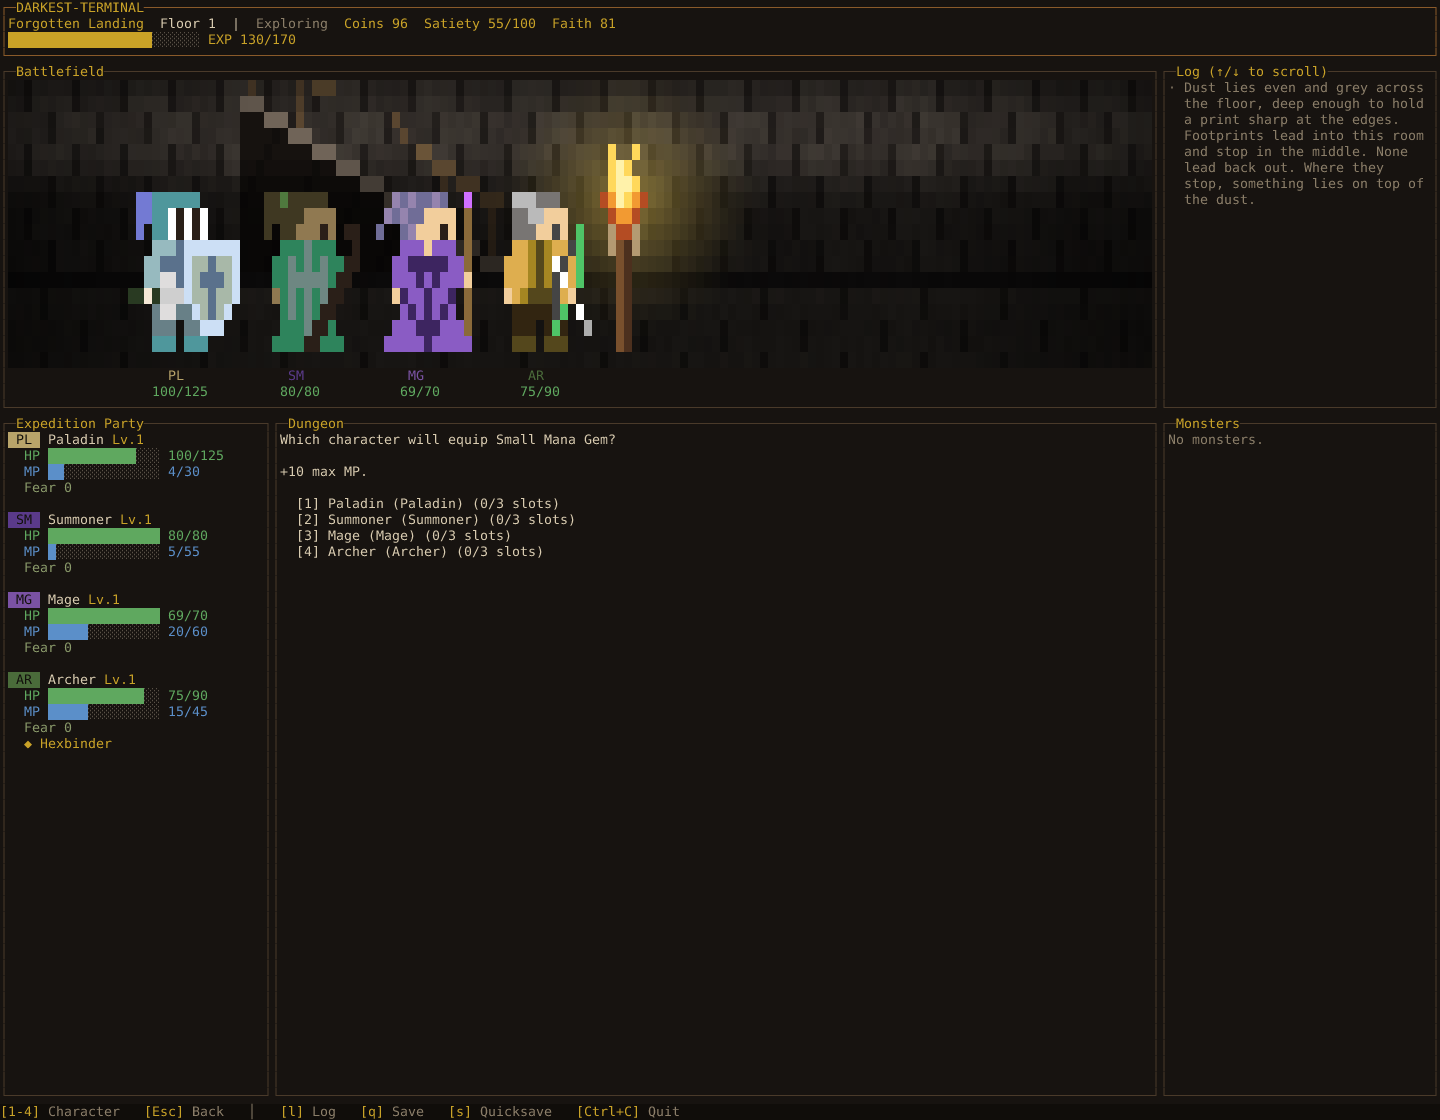 DARKEST-TERMINAL
Forgotten Landing  Floor 1  |  Exploring  Coins 96  Satiety 55/100  Faith 81
EXP 130/170
Battlefield
PL SM MG AR
100/125 80/80 69/70 75/90
Log (↑/↓ to scroll)
· Dust lies even and grey across
the floor, deep enough to hold
a print sharp at the edges.
Footprints lead into this room
and stop in the middle. None
lead back out. Where they
stop, something lies on top of
the dust.
Expedition Party
PL Paladin Lv.1
HP 100/125
MP 4/30
Fear 0
SM Summoner Lv.1
HP 80/80
MP 5/55
Fear 0
MG Mage Lv.1
HP 69/70
MP 20/60
Fear 0
AR Archer Lv.1
HP 75/90
MP 15/45
Fear 0
◆ Hexbinder
Dungeon
Which character will equip Small Mana Gem?
+10 max MP.
[1] Paladin (Paladin) (0/3 slots)
[2] Summoner (Summoner) (0/3 slots)
[3] Mage (Mage) (0/3 slots)
[4] Archer (Archer) (0/3 slots)
Monsters
No monsters.
[1-4] Character  [Esc] Back  |  [l] Log  [q] Save  [s] Quicksave  [Ctrl+C] Quit